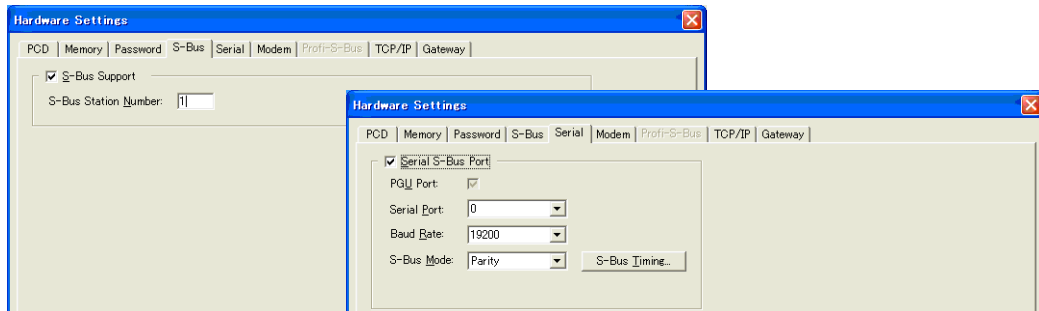 Hardware Settings
PCD | Memory | Password | S-Bus | Serial | Modem | Profi-S-Bus | TCP/IP | Gateway |
S-Bus Support
S-Bus Station Number: 1
Hardware Settings
PCD | Memory | Password | S-Bus | Serial | Modem | Profi-S-Bus | TCP/IP | Gateway |
Serial S-Bus Port
PGU Port:
Serial Port: 0
Baud Rate: 19200
S-Bus Mode: Parity S-Bus Timing...